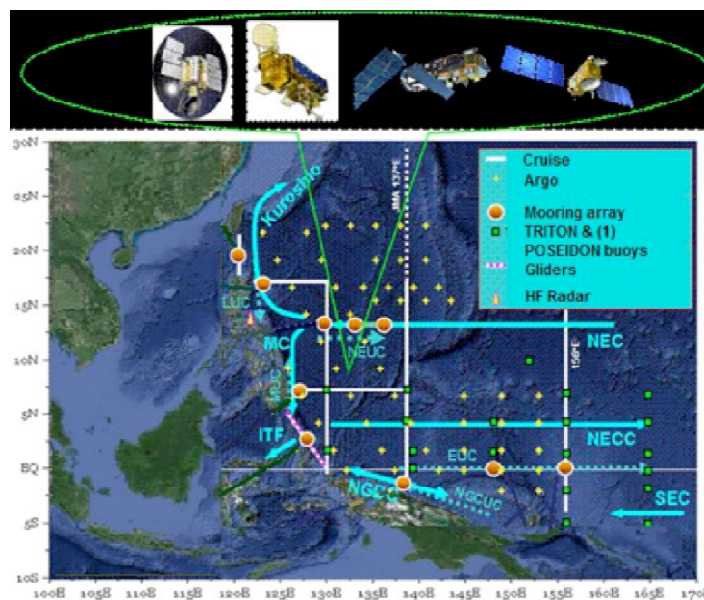 Cruise
Argo
Mooring array
TRITON & (1)
POSEIDON buoys
Gliders
HF Radar
30N
25N
20N
15N
10N
5N
EQ
5S
10S
Kuroshio
JMA 137°E
156°E
LUC
MC
NEUC
NEC
MUC
ITF
NECC
EUC
NGCC
NGCUC
SEC
100E
105E
110E
115E
120E
125E
130E
135E
140E
145E
150E
155E
160E
165E